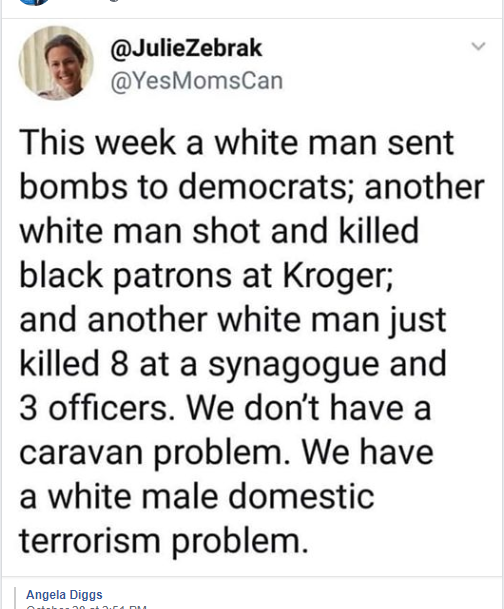 @JulieZebrak
@YesMomsCan
This week a white man sent
bombs to democrats; another
white man shot and killed
black patrons at Kroger;
and another white man just
killed 8 at a synagogue and
3 officers. We don't have a
caravan problem. We have
a white male domestic
terrorism problem.
Angela Diggs